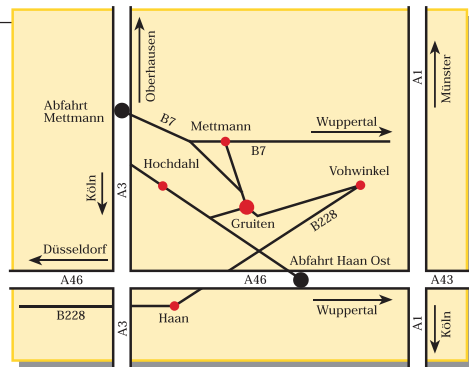 Oberhausen
A1
Münster
Abfahrt
Mettmann
B7
Mettmann
Wuppertal
B7
Hochdahl
Vohwinkel
Köln
A3
Gruiten
B228
Düsseldorf
Abfahrt Haan Ost
A46
A46
A43
B228
Haan
A3
Wuppertal
A1
Köln